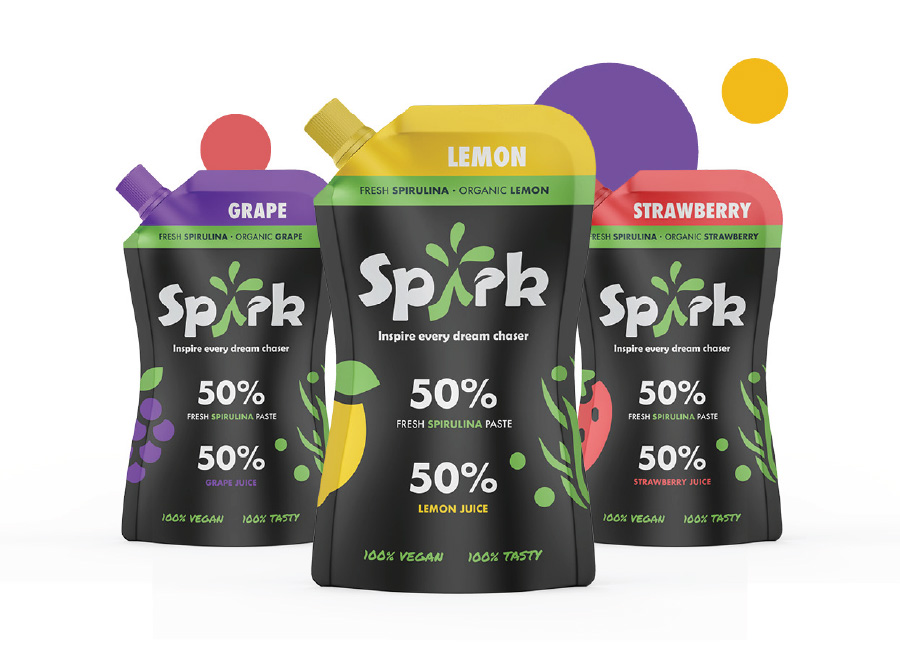 GRAPE
FRESH SPIRULINA · ORGANIC GRAPE
Spark
Inspire every dream chaser
50%
FRESH SPIRULINA PASTE
50%
GRAPE JUICE
100% VEGAN 100% TASTY
LEMON
FRESH SPIRULINA · ORGANIC LEMON
Spark
Inspire every dream chaser
50%
FRESH SPIRULINA PASTE
50%
LEMON JUICE
100% VEGAN 100% TASTY
STRAWBERRY
FRESH SPIRULINA · ORGANIC STRAWBERRY
Spark
Inspire every dream chaser
50%
FRESH SPIRULINA PASTE
50%
STRAWBERRY JUICE
100% VEGAN 100% TASTY